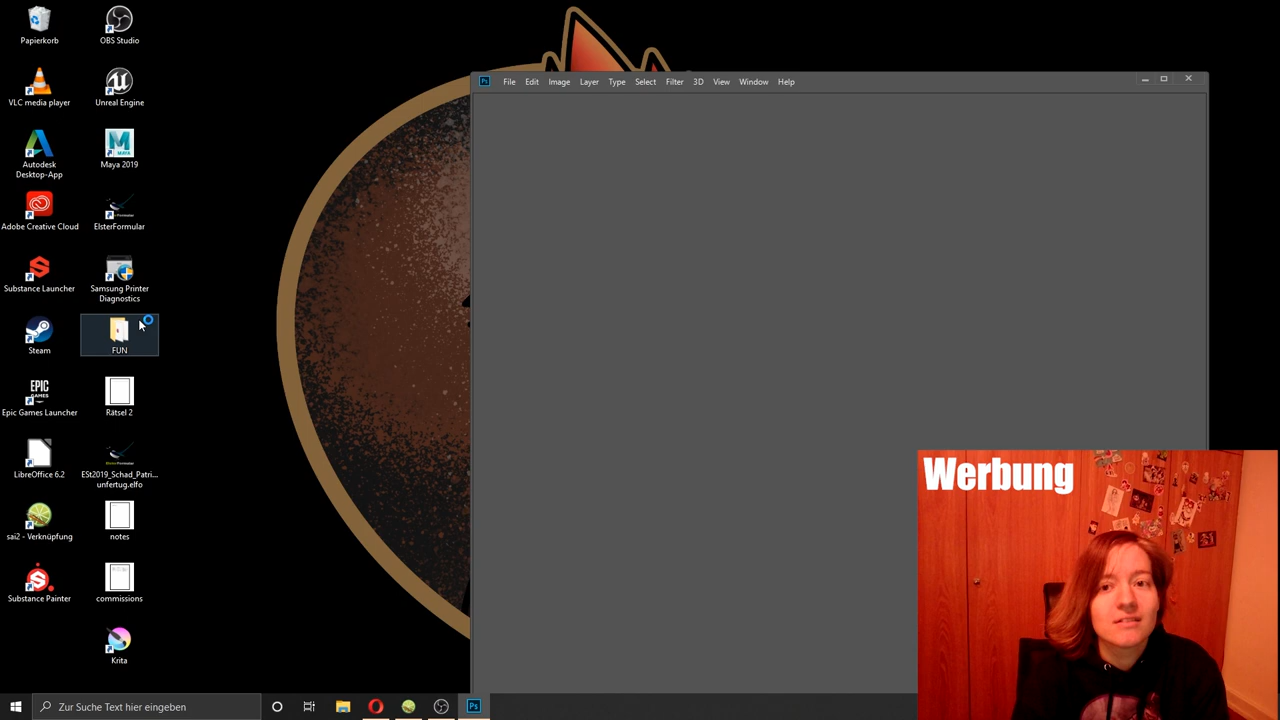 Papierkorb
OBS Studio
VLC media player
Unreal Engine
Autodesk
Desktop-App
Maya 2019
Adobe Creative Cloud
ElsterFormular
Substance Launcher
Samsung Printer
Diagnostics
Steam
FUN
EPIC
GAMES
Epic Games Launcher
Rätsel 2
LibreOffice 6.2
ESt2019_Schad_Patri...
unfertug.elfo
sai2 - Verknüpfung
notes
Substance Painter
commissions
Krita
Ps File Edit Image Layer Type Select Filter 3D View Window Help
Werbung
Zur Suche Text hier eingeben
Ps